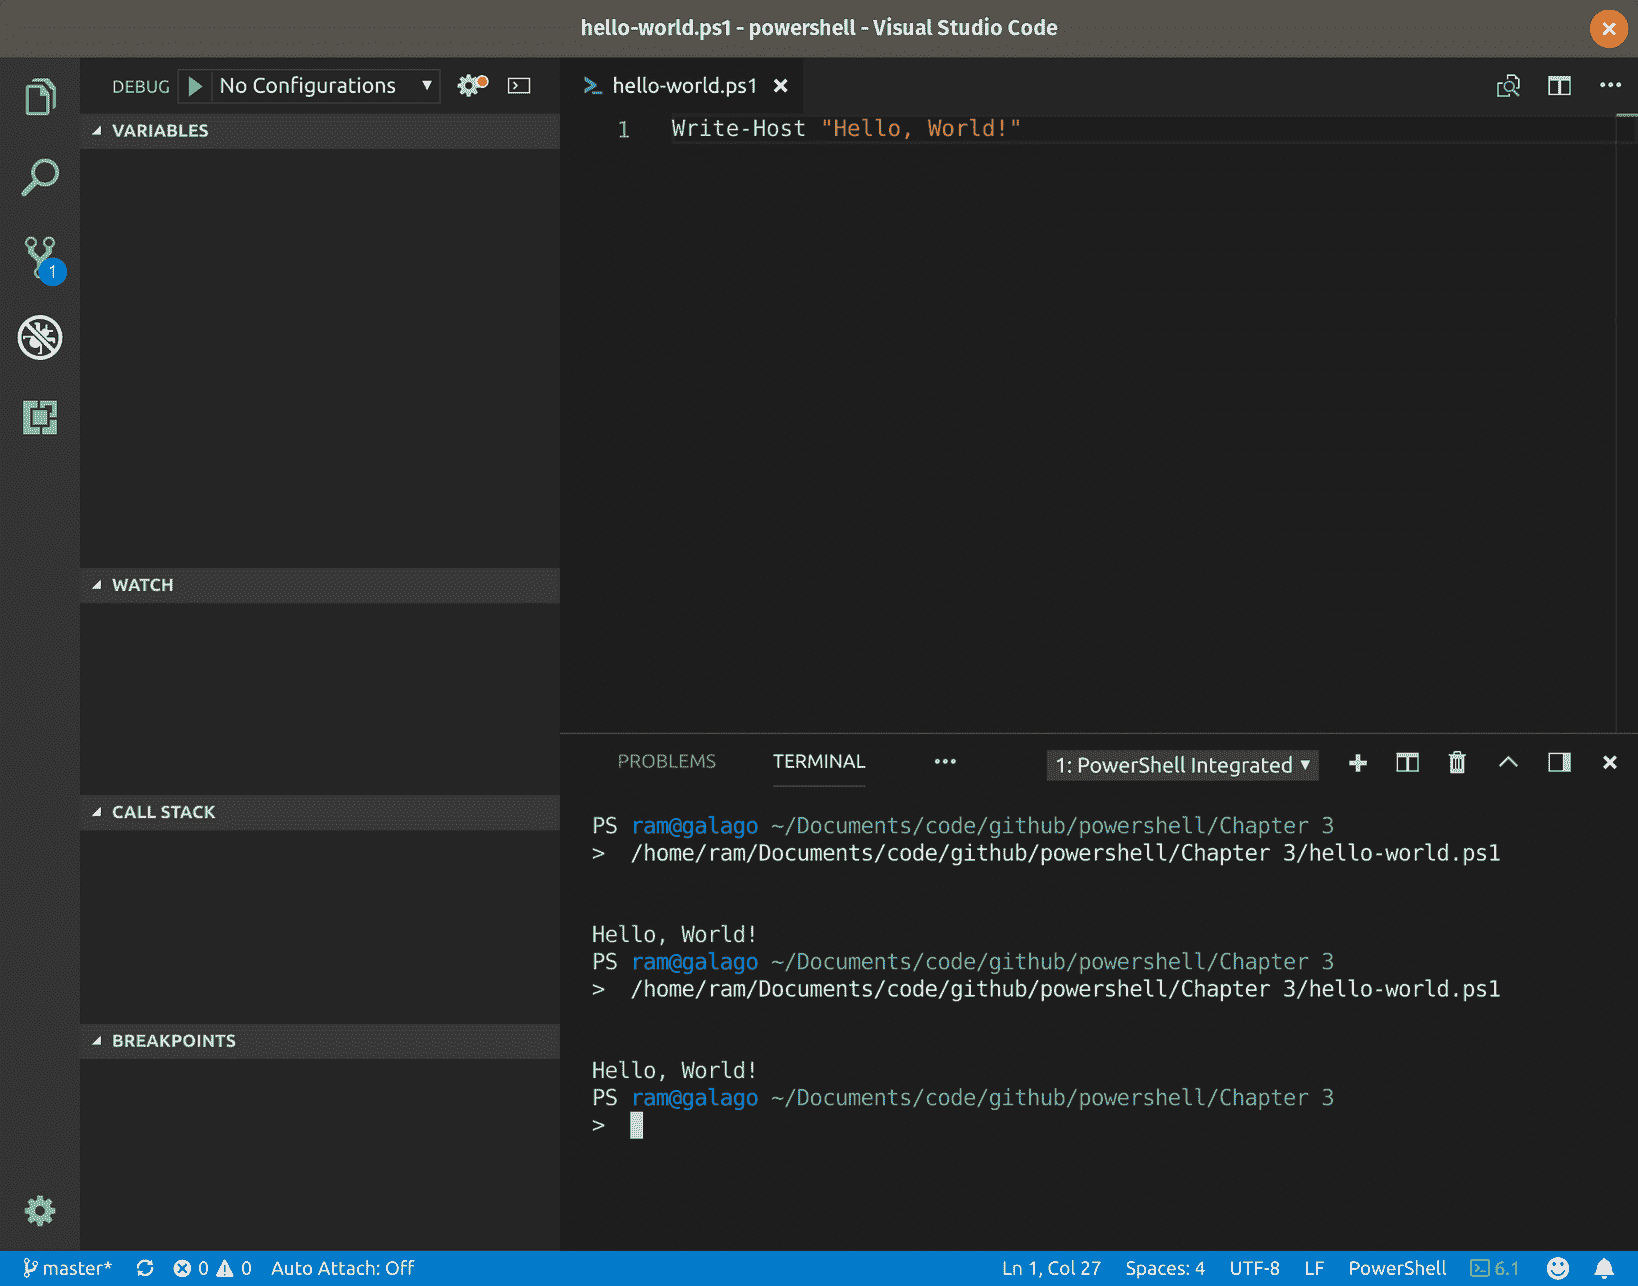 hello-world.ps1 - powershell - Visual Studio Code
DEBUG No Configurations
hello-world.ps1
VARIABLES
1 Write-Host "Hello, World!"
1
WATCH
CALL STACK
BREAKPOINTS
PROBLEMS TERMINAL 1: PowerShell Integrated
PS ram@galago ~/Documents/code/github/powershell/Chapter 3
> /home/ram/Documents/code/github/powershell/Chapter 3/hello-world.ps1
Hello, World!
PS ram@galago ~/Documents/code/github/powershell/Chapter 3
> /home/ram/Documents/code/github/powershell/Chapter 3/hello-world.ps1
Hello, World!
PS ram@galago ~/Documents/code/github/powershell/Chapter 3
>
master* 0 0 Auto Attach: Off Ln 1, Col 27 Spaces: 4 UTF-8 LF PowerShell 6.1